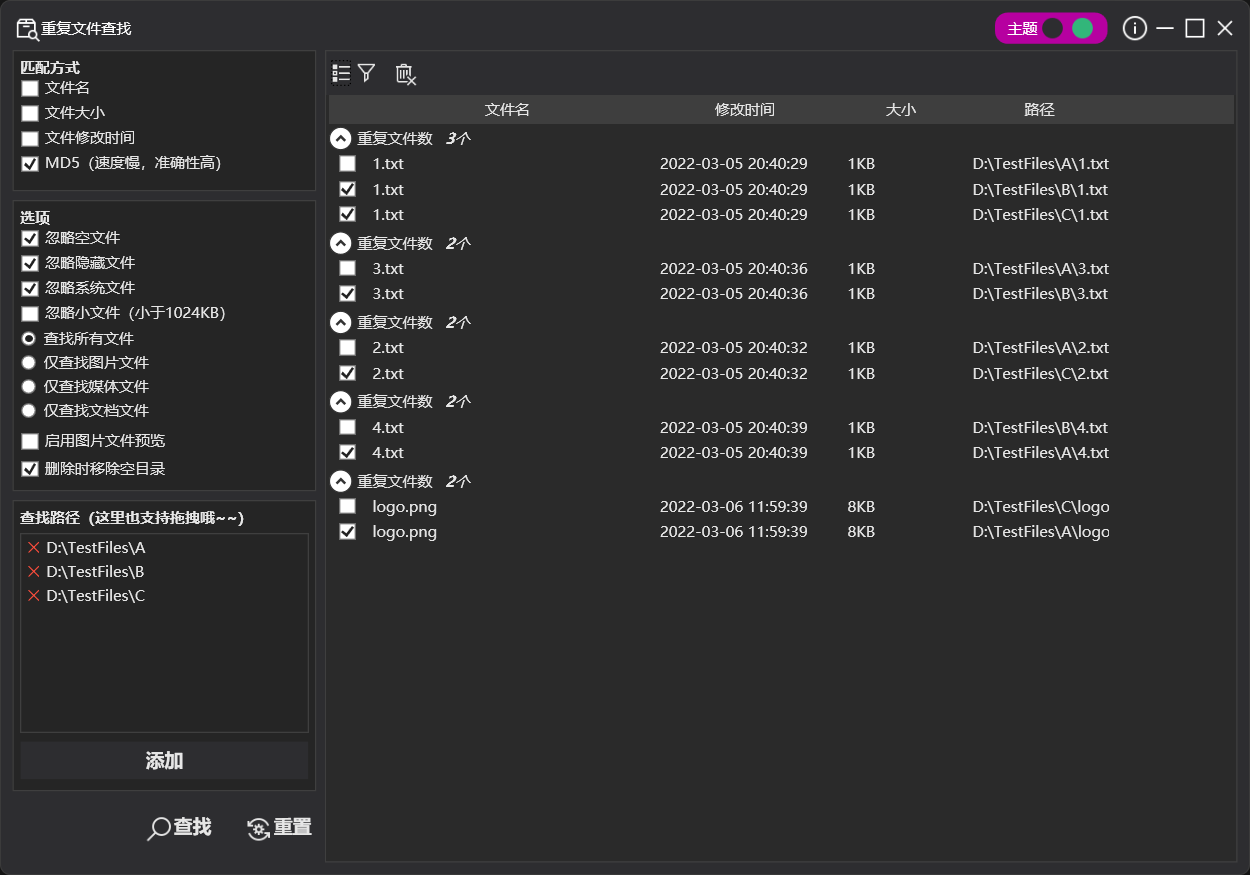 重复文件查找
主题
匹配方式
文件名
文件大小
文件修改时间
MD5（速度慢，准确性高）
选项
忽略空文件
忽略隐藏文件
忽略系统文件
忽略小文件（小于1024KB）
查找所有文件
仅查找图片文件
仅查找媒体文件
仅查找文档文件
启用图片文件预览
删除时移除空目录
查找路径（这里也支持拖拽哦~~）
D:\TestFiles\A
D:\TestFiles\B
D:\TestFiles\C
添加
查找 重置
文件名 修改时间 大小 路径
重复文件数 3个
1.txt 2022-03-05 20:40:29 1KB D:\TestFiles\A\1.txt
1.txt 2022-03-05 20:40:29 1KB D:\TestFiles\B\1.txt
1.txt 2022-03-05 20:40:29 1KB D:\TestFiles\C\1.txt
重复文件数 2个
3.txt 2022-03-05 20:40:36 1KB D:\TestFiles\A\3.txt
3.txt 2022-03-05 20:40:36 1KB D:\TestFiles\B\3.txt
重复文件数 2个
2.txt 2022-03-05 20:40:32 1KB D:\TestFiles\A\2.txt
2.txt 2022-03-05 20:40:32 1KB D:\TestFiles\C\2.txt
重复文件数 2个
4.txt 2022-03-05 20:40:39 1KB D:\TestFiles\B\4.txt
4.txt 2022-03-05 20:40:39 1KB D:\TestFiles\A\4.txt
重复文件数 2个
logo.png 2022-03-06 11:59:39 8KB D:\TestFiles\C\logo
logo.png 2022-03-06 11:59:39 8KB D:\TestFiles\A\logo